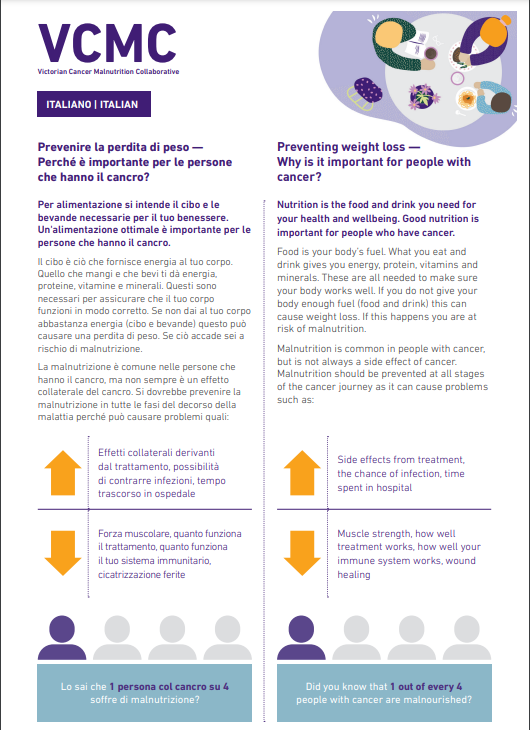 VCMC
Victorian Cancer Malnutrition Collaborative
ITALIANO | ITALIAN
Prevenire la perdita di peso —
Perché è importante per le persone
che hanno il cancro?
Per alimentazione si intende il cibo e le
bevande necessarie per il tuo benessere.
Un'alimentazione ottimale è importante per le
persone che hanno il cancro.
Il cibo è ciò che fornisce energia al tuo corpo.
Quello che mangi e che bevi ti dà energia,
proteine, vitamine e minerali. Questi sono
necessari per assicurare che il tuo corpo
funzioni in modo corretto. Se non dai al tuo corpo
abbastanza energia (cibo e bevande) questo può
causare una perdita di peso. Se ciò accade sei a
rischio di malnutrizione.
La malnutrizione è comune nelle persone che
hanno il cancro, ma non sempre è un effetto
collaterale del cancro. Si dovrebbe prevenire la
malnutrizione in tutte le fasi del decorso della
malattia perché può causare problemi quali:
Effetti collaterali derivanti
dal trattamento, possibilità
di contrarre infezioni, tempo
trascorso in ospedale
Forza muscolare, quanto funziona
il trattamento, quanto funziona
il tuo sistema immunitario,
cicatrizzazione ferite
Lo sai che 1 persona col cancro su 4
soffre di malnutrizione?
Preventing weight loss —
Why is it important for people with
cancer?
Nutrition is the food and drink you need for
your health and wellbeing. Good nutrition is
important for people who have cancer.
Food is your body's fuel. What you eat and
drink gives you energy, protein, vitamins and
minerals. These are all needed to make sure
your body works well. If you do not give your
body enough fuel (food and drink) this can
cause weight loss. If this happens you are at
risk of malnutrition.
Malnutrition is common in people with cancer,
but is not always a side effect of cancer.
Malnutrition should be prevented at all stages
of the cancer journey as it can cause problems
such as:
Side effects from treatment,
the chance of infection, time
spent in hospital
Muscle strength, how well
treatment works, how well your
immune system works, wound
healing
Did you know that 1 out of every 4
people with cancer are malnourished?